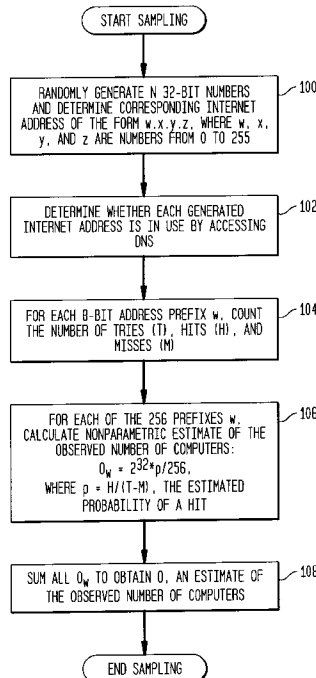 START SAMPLING
RANDOMLY GENERATE N 32-BIT NUMBERS
AND DETERMINE CORRESPONDING INTERNET
ADDRESS OF THE FORM w.x.y.z, WHERE w, x,
y, AND z ARE NUMBERS FROM 0 TO 255
100
DETERMINE WHETHER EACH GENERATED
INTERNET ADDRESS IS IN USE BY ACCESSING
DNS
102
FOR EACH 8-BIT ADDRESS PREFIX w, COUNT
THE NUMBER OF TRIES (T), HITS (H), AND
MISSES (M)
104
FOR EACH OF THE 256 PREFIXES w,
CALCULATE NONPARAMETRIC ESTIMATE OF THE
OBSERVED NUMBER OF COMPUTERS:
O_w = 2^32*p/256,
WHERE p = H/(T-M), THE ESTIMATED
PROBABILITY OF A HIT
106
SUM ALL O_w TO OBTAIN O, AN ESTIMATE OF
THE OBSERVED NUMBER OF COMPUTERS
108
END SAMPLING